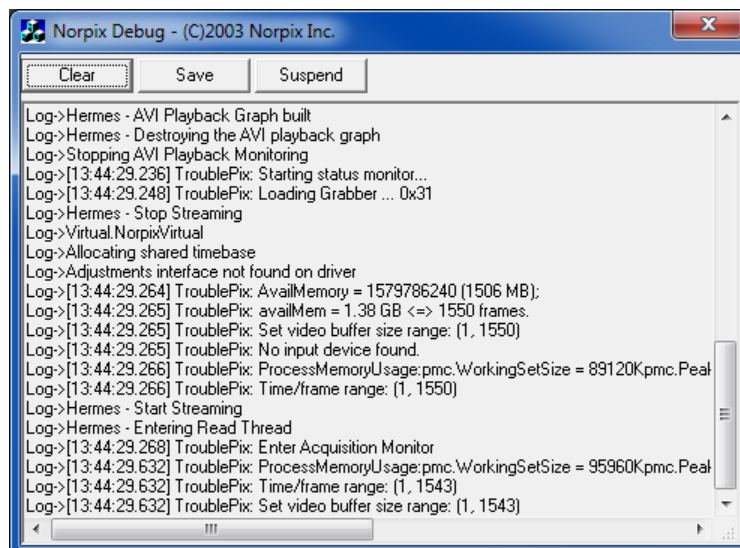 Norpix Debug - (C)2003 Norpix Inc.
Clear Save Suspend
Log->Hermes - AVI Playback Graph built
Log->Hermes - Destroying the AVI playback graph
Log->Stopping AVI Playback Monitoring
Log->[13:44:29.236] TroublePix: Starting status monitor...
Log->[13:44:29.248] TroublePix: Loading Grabber ... 0x31
Log->Hermes - Stop Streaming
Log->Virtual.NorpixVirtual
Log->Allocating shared timebase
Log->Adjustments interface not found on driver
Log->[13:44:29.264] TroublePix: AvailMemory = 1579786240 (1506 MB);
Log->[13:44:29.265] TroublePix: availMem = 1.38 GB <=> 1550 frames.
Log->[13:44:29.265] TroublePix: Set video buffer size range: (1, 1550)
Log->[13:44:29.265] TroublePix: No input device found.
Log->[13:44:29.266] TroublePix: ProcessMemoryUsage:pmc.WorkingSetSize = 89120Kpmc.Peak
Log->[13:44:29.266] TroublePix: Time/frame range: (1, 1550)
Log->Hermes - Start Streaming
Log->Hermes - Entering Read Thread
Log->[13:44:29.268] TroublePix: Enter Acquisition Monitor
Log->[13:44:29.632] TroublePix: ProcessMemoryUsage:pmc.WorkingSetSize = 95960Kpmc.Peak
Log->[13:44:29.632] TroublePix: Time/frame range: (1, 1543)
Log->[13:44:29.632] TroublePix: Set video buffer size range: (1, 1543)